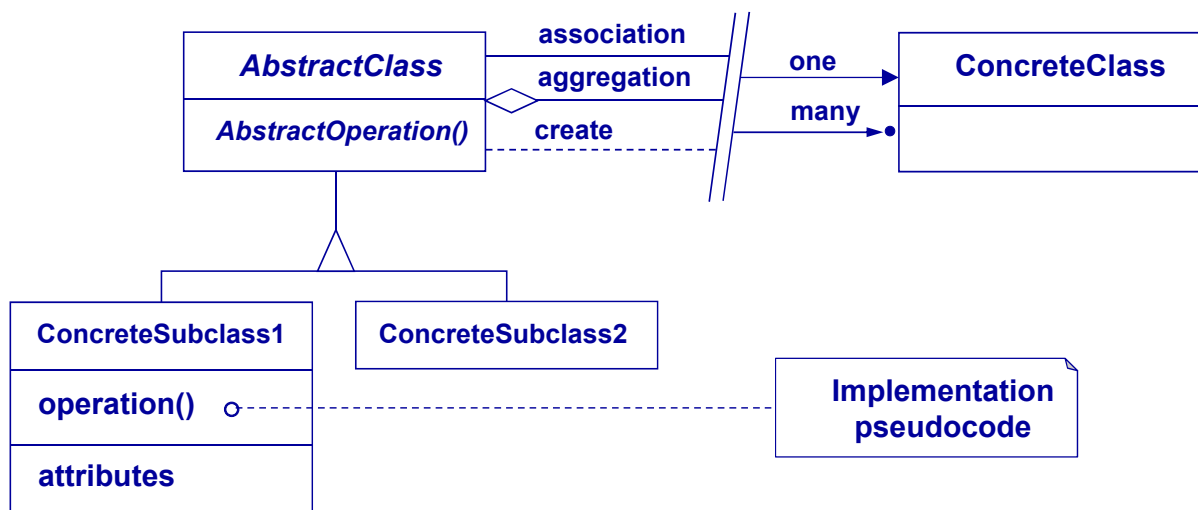 association
AbstractClass
aggregation
one
ConcreteClass
many
AbstractOperation()
create
ConcreteSubclass1
ConcreteSubclass2
operation()
attributes
Implementation
pseudocode